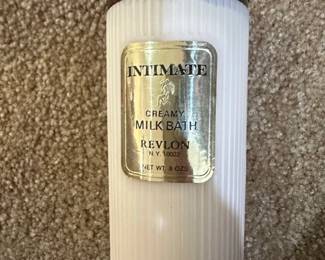 INTIMATE
CREAMY
MILK BATH
REVLON
N.Y. 10022
NET WT. 8 OZS.